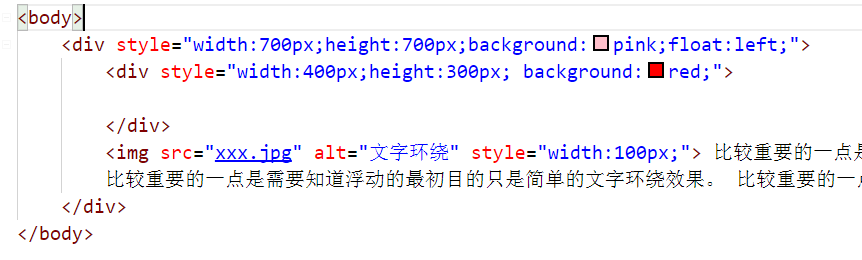 <body>
<div style="width:700px;height:700px;background:pink;float:left;">
<div style="width:400px;height:300px; background:red;">
</div>
<img src="xxx.jpg" alt="文字环绕" style="width:100px;"> 比较重要的一点是
比较重要的一点是需要知道浮动的最初目的只是简单的文字环绕效果。 比较重要的一点
</div>
</body>